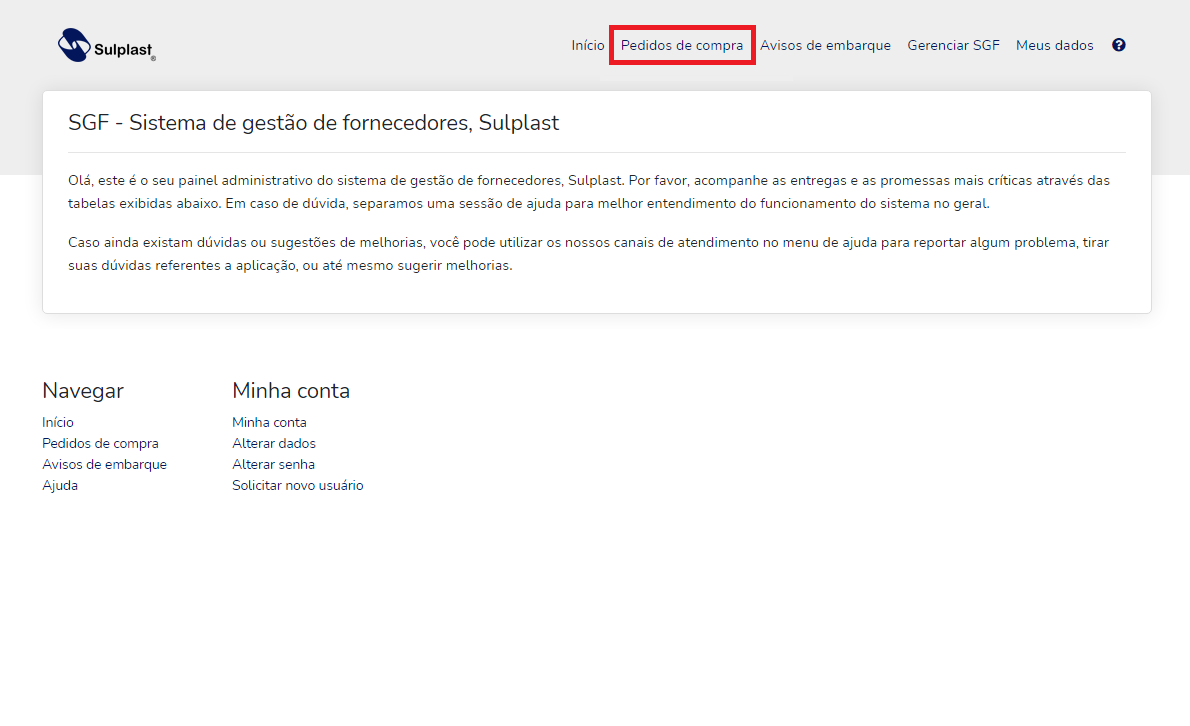 Sulplast®
Início Pedidos de compra Avisos de embarque Gerenciar SGF Meus dados ?
SGF - Sistema de gestão de fornecedores, Sulplast
Olá, este é o seu painel administrativo do sistema de gestão de fornecedores, Sulplast. Por favor, acompanhe as entregas e as promessas mais críticas através das
tabelas exibidas abaixo. Em caso de dúvida, separamos uma sessão de ajuda para melhor entendimento do funcionamento do sistema no geral.
Caso ainda existam dúvidas ou sugestões de melhorias, você pode utilizar os nossos canais de atendimento no menu de ajuda para reportar algum problema, tirar
suas dúvidas referentes a aplicação, ou até mesmo sugerir melhorias.
Navegar
Início
Pedidos de compra
Avisos de embarque
Ajuda
Minha conta
Minha conta
Alterar dados
Alterar senha
Solicitar novo usuário